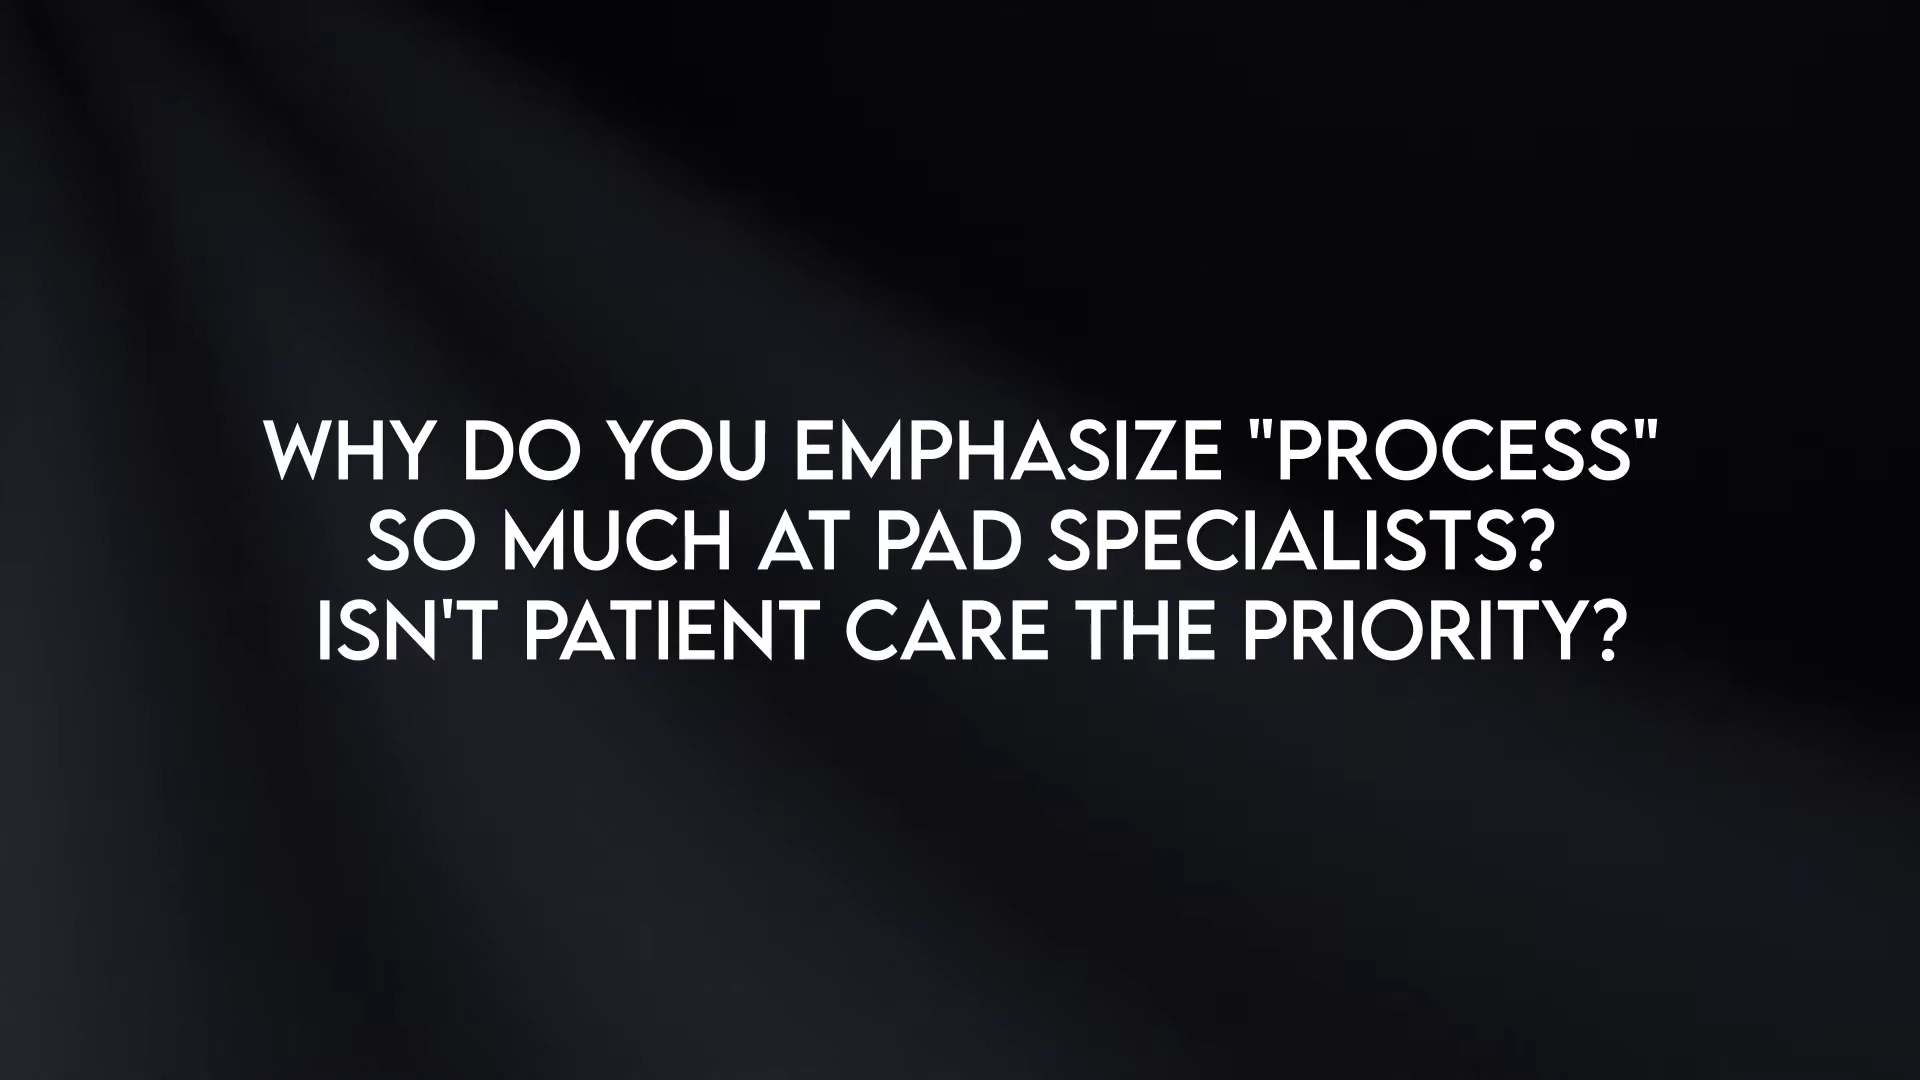 WHY DO YOU EMPHASIZE "PROCESS"
SO MUCH AT PAD SPECIALISTS?
ISN'T PATIENT CARE THE PRIORITY?